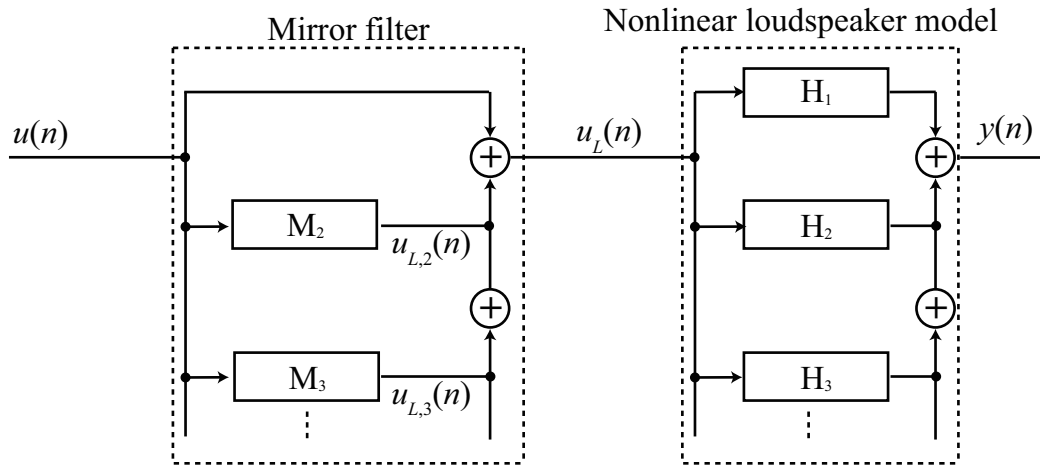 Mirror filter
Nonlinear loudspeaker model
H₁
u(n)
+
u_L(n)
+
y(n)
M₂
u_{L,2}(n)
H₂
+
+
M₃
u_{L,3}(n)
H₃